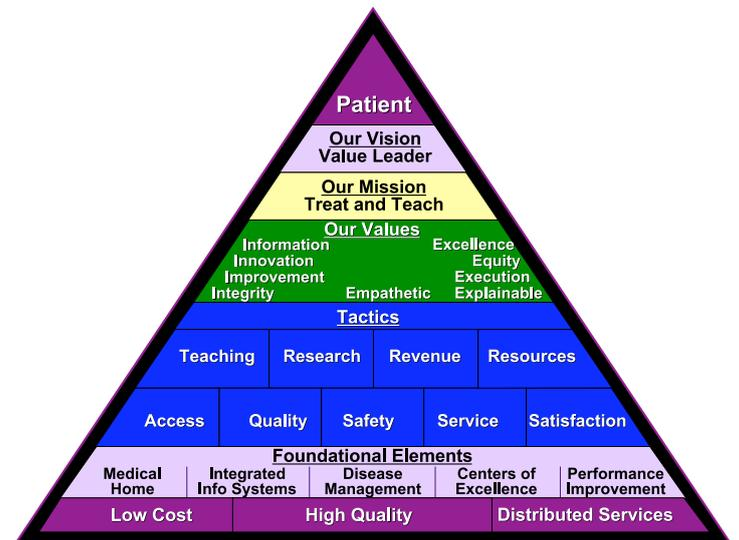 Patient
Our Vision
Value Leader
Our Mission
Treat and Teach
Our Values
Information Excellence
Innovation Equity
Improvement Execution
Integrity Empathetic Explainable
Tactics
Teaching Research Revenue Resources
Access Quality Safety Service Satisfaction
Foundational Elements
Medical Integrated Disease Centers of Performance
Home Info Systems Management Excellence Improvement
Low Cost High Quality Distributed Services